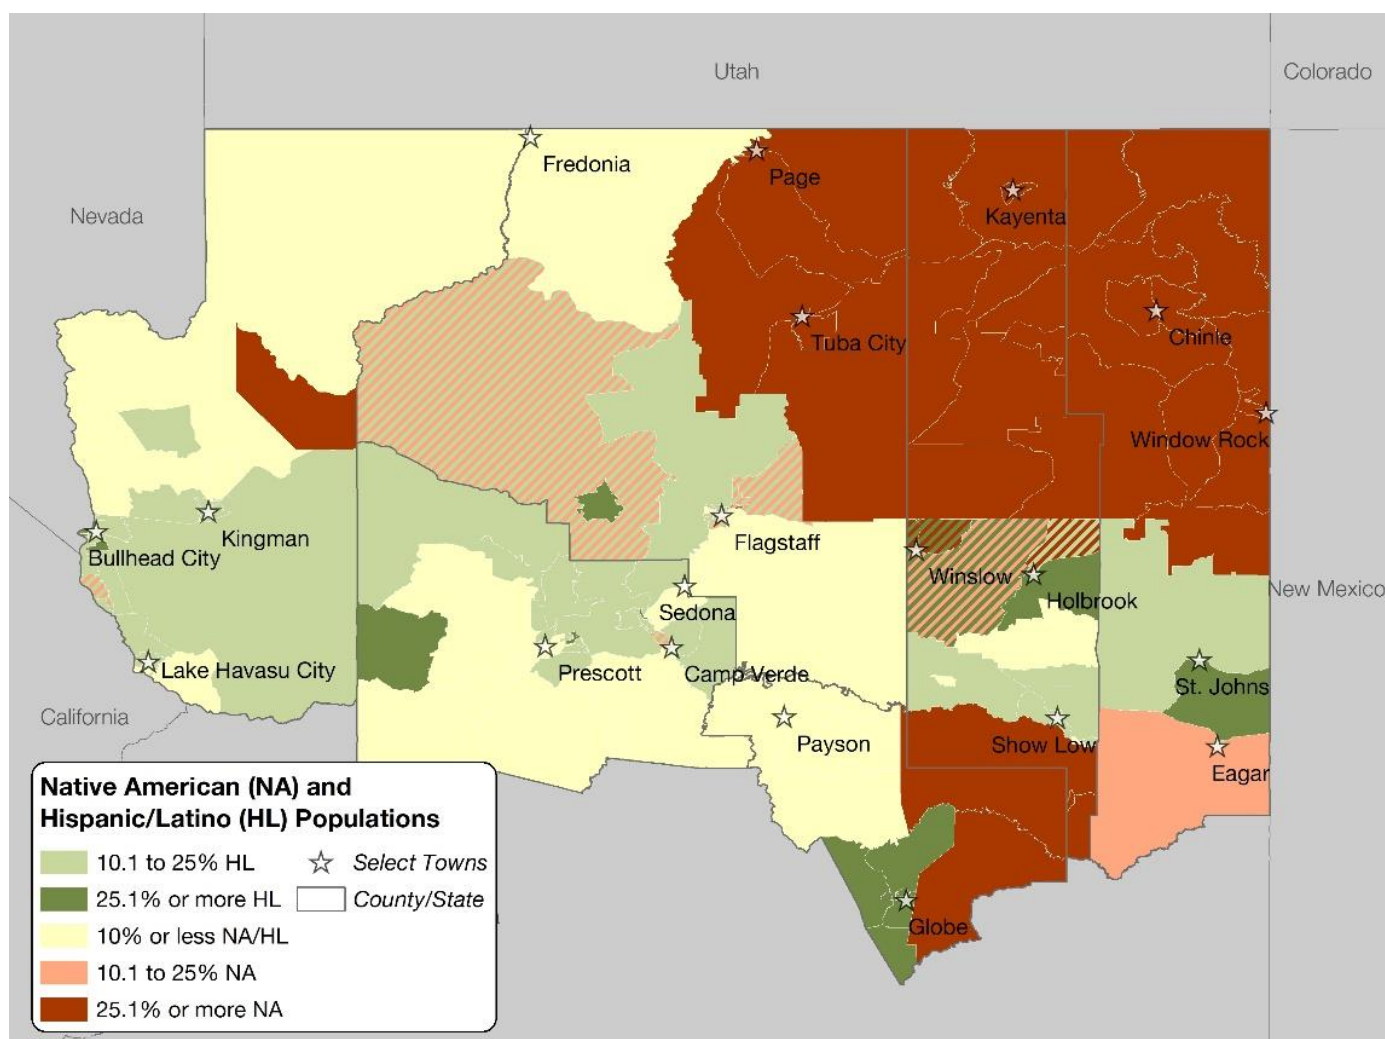 Utah
Colorado
Fredonia
Page
Kayenta
Nevada
Tuba City
Chinle
Window Rock
Kingman
Bullhead City
Flagstaff
Winslow
Holbrook
New Mexico
Sedona
Lake Havasu City
Prescott
Camp Verde
St. Johns
California
Payson
Show Low
Eagar
Globe
Native American (NA) and
Hispanic/Latino (HL) Populations
10.1 to 25% HL
Select Towns
25.1% or more HL
County/State
10% or less NA/HL
10.1 to 25% NA
25.1% or more NA